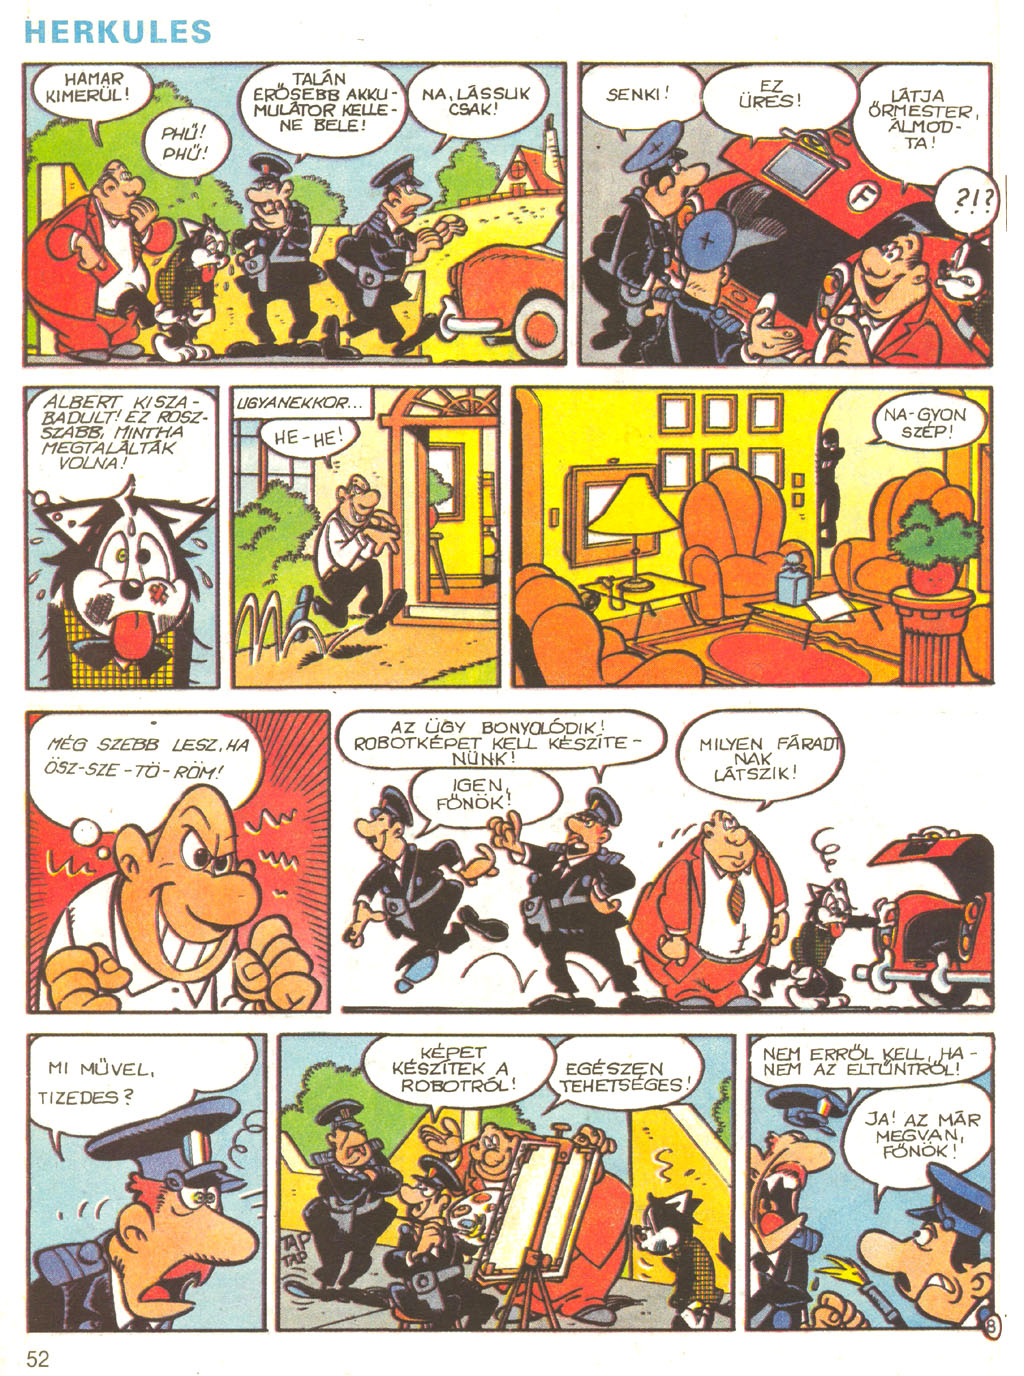 HERKULES
HAMAR
KIMERÜL!
PHŰ!
PHŰ!
TALÁN
ERŐSEBB AKKU-
MULÁTOR KELLE-
NE BELE!
NA, LÁSSUK
CSAK!
SENKI!
EZ
ÜRES!
LÁTJA
ŐRMESTER,
ÁLMOD-
TA!
?!?
F
ALBERT KISZA-
BADULT! EZ ROSZ-
SZABB, MINTHA
MEGTALÁLTÁK
VOLNA!
UGYANEKKOR...
HE-HE!
NA-GYON
SZÉP!
MÉG SZEBB LESZ, HA
ÖSZ-SZE-TÖ-RÖM!
AZ ÜGY BONYOLÓDIK!
ROBOTKÉPET KELL KÉSZÍTE-
NÜNK!
IGEN,
FŐNÖK!
MILYEN FÁRADT
NAK
LÁTSZIK!
MI MŰVEL,
TIZEDES?
KÉPET
KÉSZÍTEK A
ROBOTRÓL!
EGÉSZEN
TEHETSÉGES!
TAP
TAP
NEM ERRŐL KELL, HA-
NEM AZ ELTŰNTRŐL!
JA! AZ MÁR
MEGVAN,
FŐNÖK!
8
52